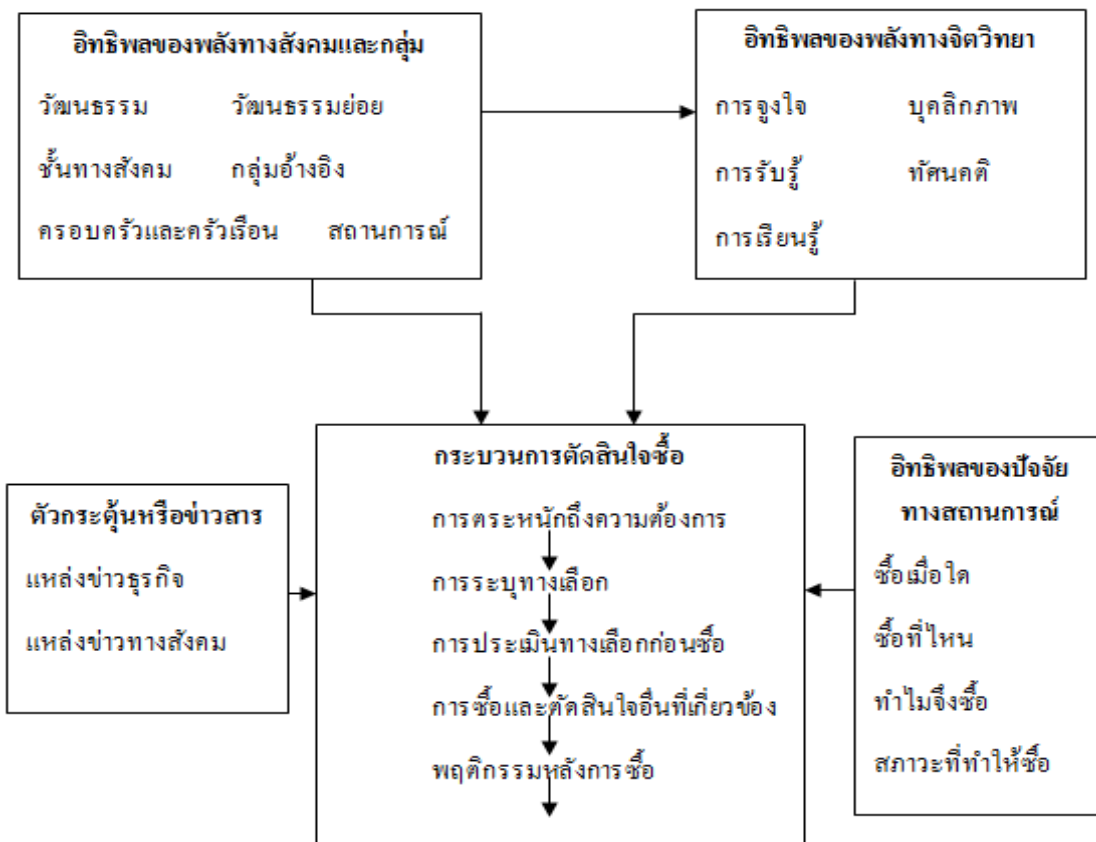 อิทธิพลของพลังทางสังคมและกลุ่ม
วัฒนธรรม วัฒนธรรมย่อย
ชั้นทางสังคม กลุ่มอ้างอิง
ครอบครัวและครัวเรือน สถานการณ์
อิทธิพลของพลังทางจิตวิทยา
การจูงใจ บุคลิกภาพ
การรับรู้ ทัศนคติ
การเรียนรู้
ตัวกระตุ้นหรือข่าวสาร
แหล่งข่าวธุรกิจ
แหล่งข่าวทางสังคม
กระบวนการตัดสินใจซื้อ
การตระหนักถึงความต้องการ
การระบุทางเลือก
การประเมินทางเลือกก่อนซื้อ
การซื้อและตัดสินใจอื่นที่เกี่ยวข้อง
พฤติกรรมหลังการซื้อ
อิทธิพลของปัจจัย
ทางสถานการณ์
ซื้อเมื่อใด
ซื้อที่ไหน
ทำไมจึงซื้อ
สภาวะที่ทำให้ซื้อ